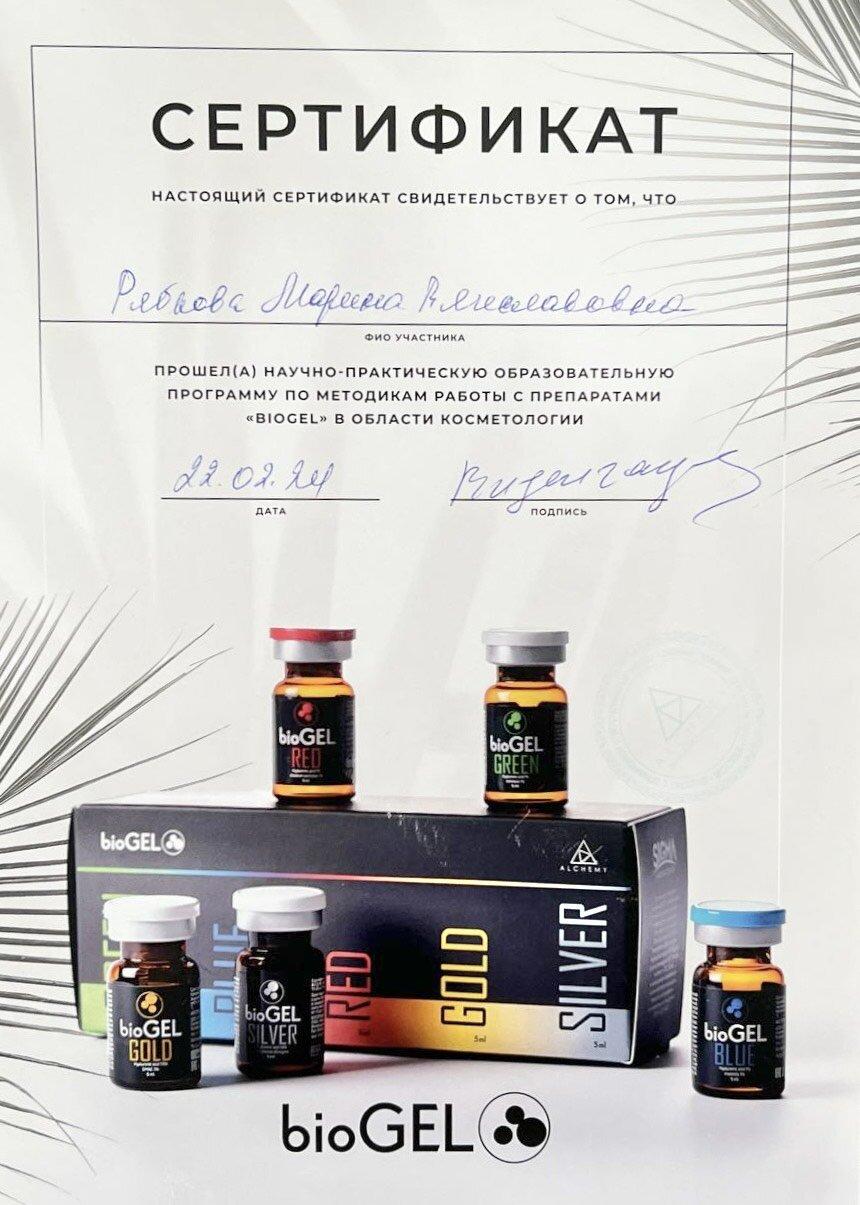 СЕРТИФИКАТ
НАСТОЯЩИЙ СЕРТИФИКАТ СВИДЕТЕЛЬСТВУЕТ О ТОМ, ЧТО
Рябкова Марина Вячеславовна
ФИО УЧАСТНИКА
ПРОШЕЛ(А) НАУЧНО-ПРАКТИЧЕСКУЮ ОБРАЗОВАТЕЛЬНУЮ
ПРОГРАММУ ПО МЕТОДИКАМ РАБОТЫ С ПРЕПАРАТАМИ
«BIOGEL» В ОБЛАСТИ КОСМЕТОЛОГИИ
22.02.24
ДАТА
ПОДПИСЬ
bioGEL
RED
bioGEL
GREEN
bioGEL
ALCHEMY
SIGMA
BLUE
RED
GOLD
5ml
SILVER
5ml
bioGEL
GOLD
bioGEL
SILVER
bioGEL
BLUE
bioGEL